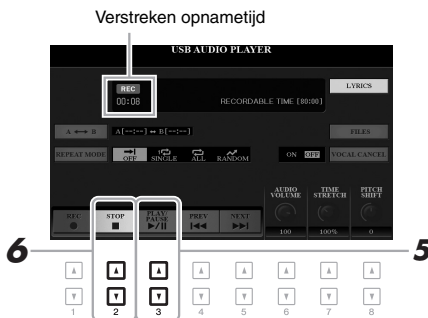 Verstreken opnametijd
USB AUDIO PLAYER
REC
00:08
RECORDABLE TIME [80:00]
LYRICS
A ⟷ B
A[--:--] ↔ B[--:--]
FILES
REPEAT MODE
OFF SINGLE ALL RANDOM
ON OFF
VOCAL CANCEL
AUDIO VOLUME TIME STRETCH PITCH SHIFT
REC STOP PLAY/PAUSE PREV NEXT
100 100% 0
6 5
1 2 3 4 5 6 7 8